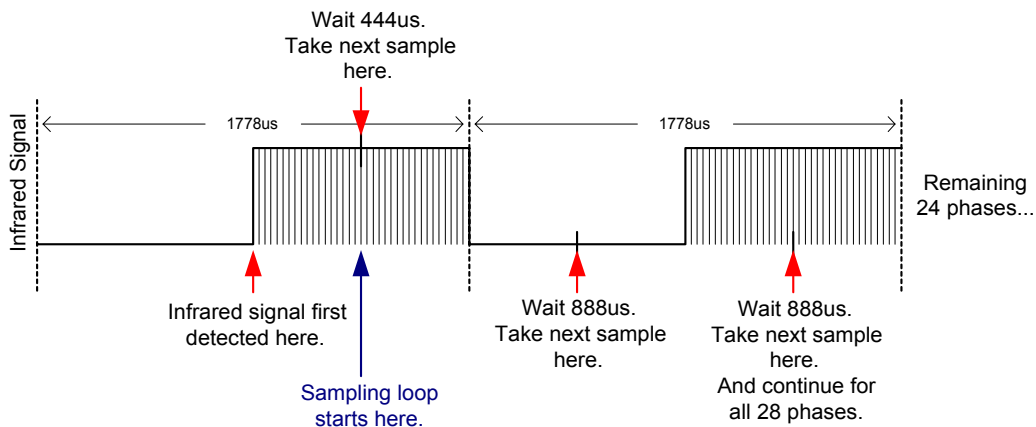 Wait 444us.
Take next sample
here.
1778us
1778us
Infrared Signal
Remaining
24 phases...
Infrared signal first
detected here.
Sampling loop
starts here.
Wait 888us.
Take next sample
here.
Wait 888us.
Take next sample
here.
And continue for
all 28 phases.